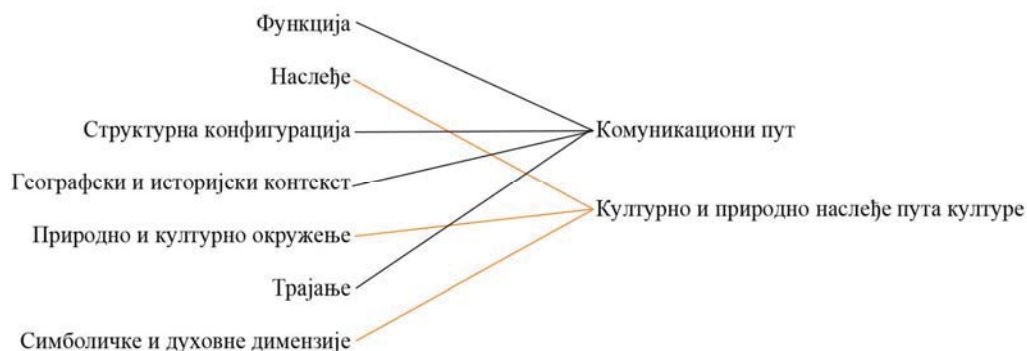 Функција
Наслеђе
Структурна конфигурација
Географски и историјски контекст
Природно и културно окружење
Трајање
Симболичке и духовне димензије
Комуникациони пут
Културно и природно наслеђе пута културе